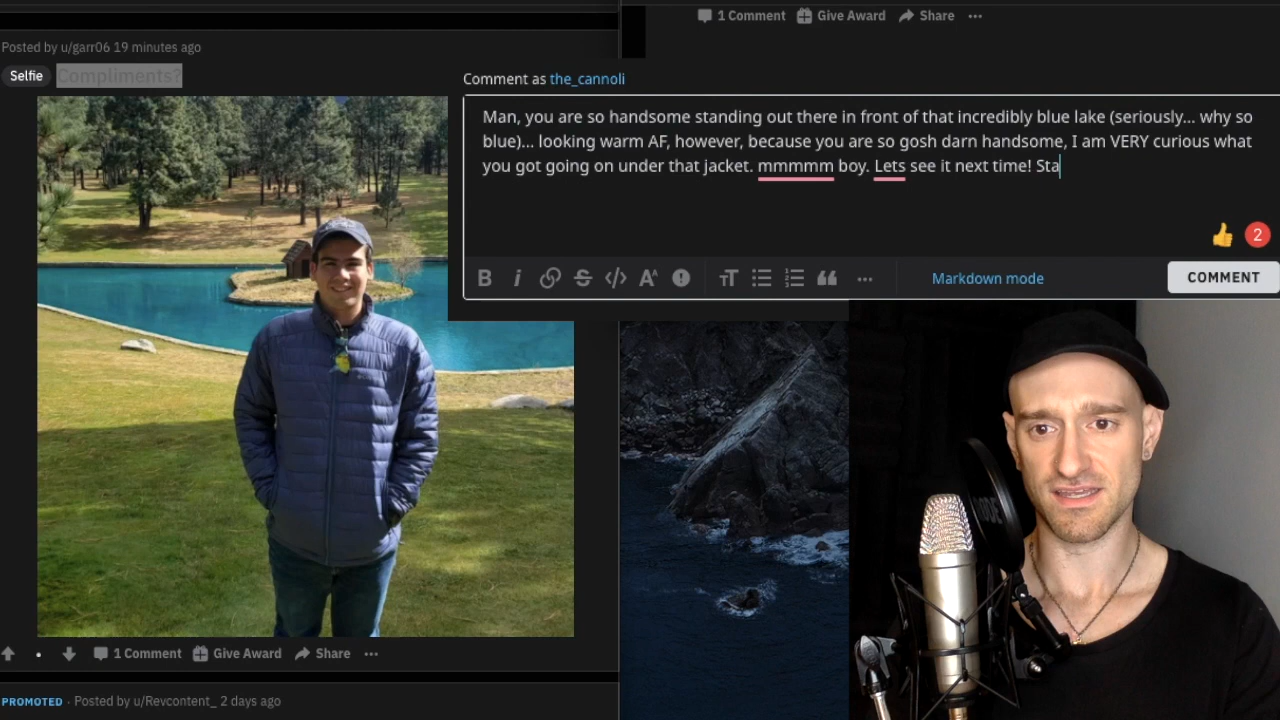 1 Comment Give Award Share ...
Posted by u/garr06 19 minutes ago
Selfie Compliments?
Comment as the_cannoli
Man, you are so handsome standing out there in front of that incredibly blue lake (seriously... why so
blue)... looking warm AF, however, because you are so gosh darn handsome, I am VERY curious what
you got going on under that jacket. mmmmm boy. Lets see it next time! Sta
2
B i </> A A ! TT ...
Markdown mode
COMMENT
1 Comment Give Award Share ...
PROMOTED · Posted by u/Revcontent_ 2 days ago